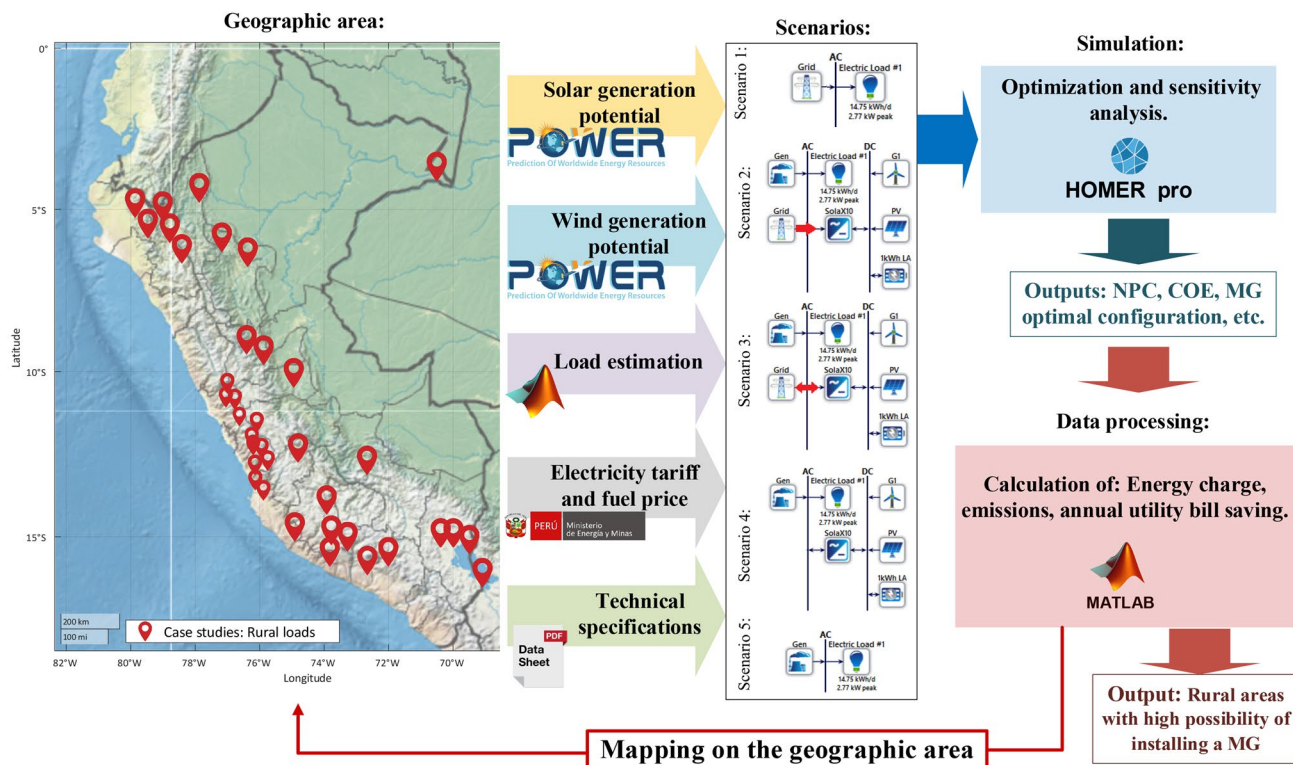 Geographic area:
0°
5°S
10°S
15°S
Latitude
200 km
100 mi
Case studies: Rural loads
82°W
80°W
78°W
76°W
74°W
72°W
70°W
Longitude
Solar generation
potential
POWER
Prediction Of Worldwide Energy Resources
Wind generation
potential
POWER
Prediction Of Worldwide Energy Resources
Load estimation
Electricity tariff
and fuel price
PERÚ
Ministerio
de Energía y Minas
Technical
specifications
PDF
Data
Sheet
Scenarios:
Scenario 1:
AC
Grid
Electric Load #1
14.75 kWh/d
2.77 kW peak
Scenario 2:
AC
DC
Gen
Electric Load #1
G1
14.75 kWh/d
2.77 kW peak
Grid
SolaX10
PV
1kWh LA
Scenario 3:
AC
DC
Gen
Electric Load #1
G1
14.75 kWh/d
2.77 kW peak
Grid
SolaX10
PV
1kWh LA
Scenario 4:
AC
DC
Gen
Electric Load #1
G1
14.75 kWh/d
2.77 kW peak
SolaX10
PV
1kWh LA
Scenario 5:
AC
Gen
Electric Load #1
14.75 kWh/d
2.77 kW peak
Simulation:
Optimization and sensitivity
analysis.
HOMER pro
Outputs: NPC, COE, MG
optimal configuration, etc.
Data processing:
Calculation of: Energy charge,
emissions, annual utility bill saving.
MATLAB
Output: Rural areas
with high possibility of
installing a MG
Mapping on the geographic area